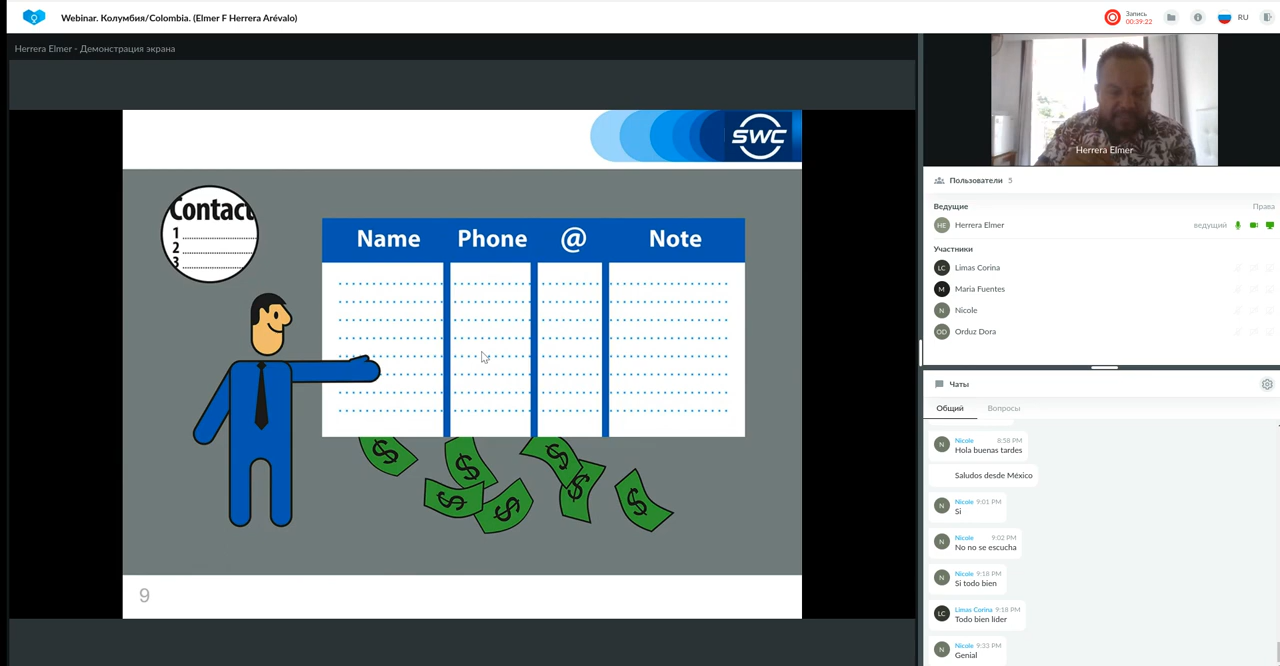 Webinar. Колумбия/Colombia. (Elmer F Herrera Arévalo)
Запись
00:39:22
RU
Herrera Elmer - Демонстрация экрана
SWC
Contact
1
2
3
Name Phone @ Note
$ $ $ $ $ $ $
9
Herrera Elmer
Пользователи 5
Ведущие Права
HE Herrera Elmer ведущий
Участники
LC Limas Corina
M Maria Fuentes
N Nicole
OD Orduz Dora
Чаты
Общий Вопросы
N Nicole 8:58 PM
Hola buenas tardes
Saludos desde México
N Nicole 9:01 PM
Si
N Nicole 9:02 PM
No no se escucha
N Nicole 9:18 PM
Si todo bien
LC Limas Corina 9:18 PM
Todo bien líder
N Nicole 9:33 PM
Genial